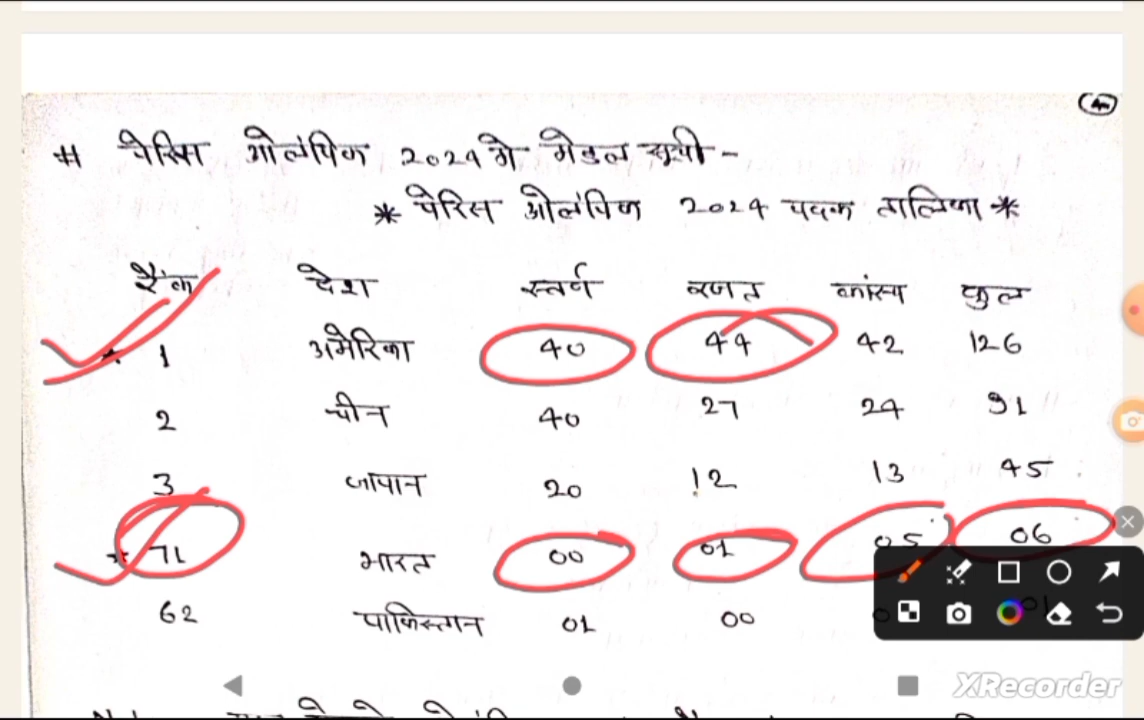 # पेरिस ओलंपिक 2024 मे मेडल सूची -
* पेरिस ओलंपिक 2024 पदक तालिका *
रैंक देश स्वर्ण रजत कांस्य कुल
* 1 अमेरिका 40 44 42 126
2 चीन 40 27 24 91
3 जापान 20 12 13 45
* 71 भारत 00 01 05 06
62 पाकिस्तान 01 00 01
XRecorder